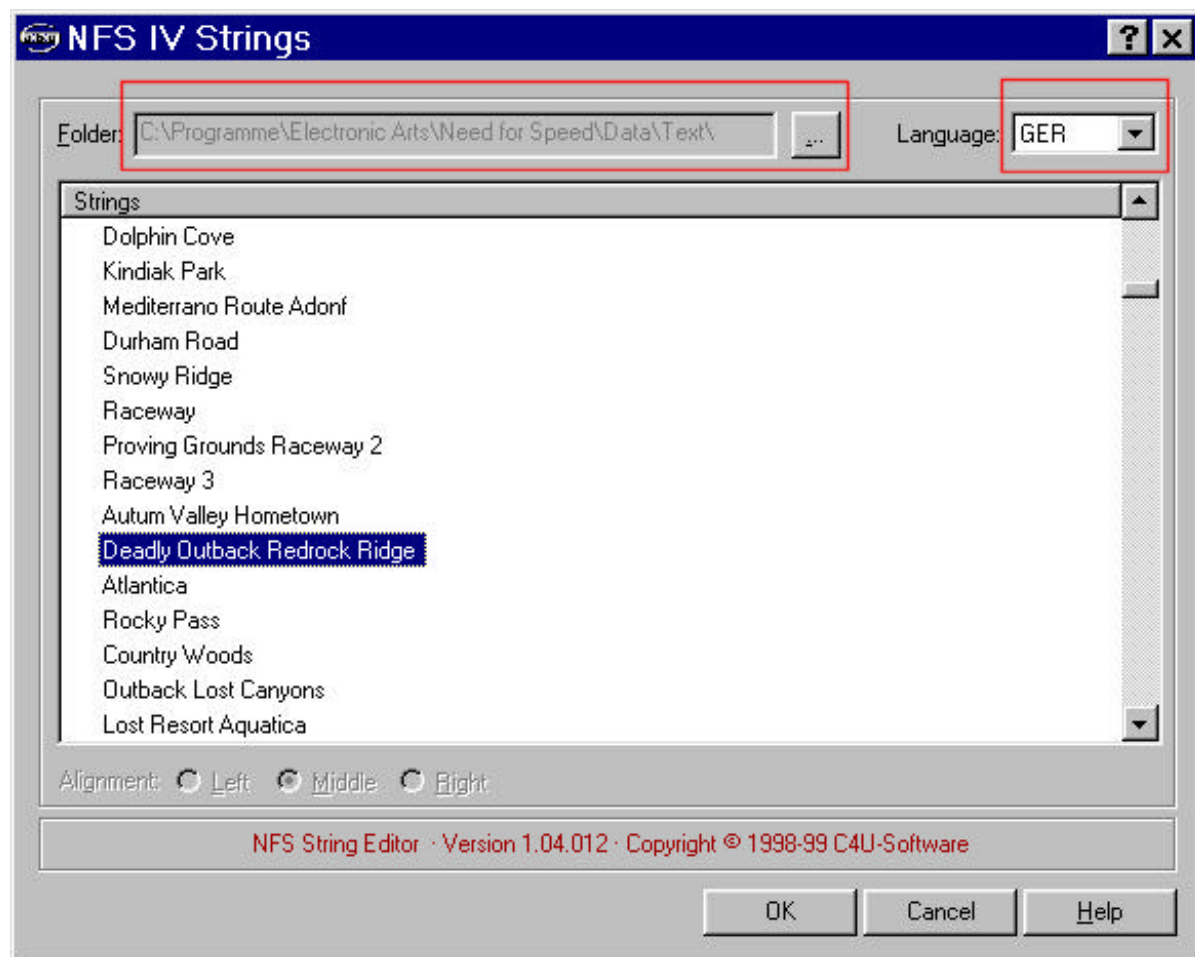 NFS IV Strings
Folder: C:\Programme\Electronic Arts\Need for Speed\Data\Text\ ... Language: GER
Strings
Dolphin Cove
Kindiak Park
Mediterrano Route Adonf
Durham Road
Snowy Ridge
Raceway
Proving Grounds Raceway 2
Raceway 3
Autum Valley Hometown
Deadly Outback Redrock Ridge
Atlantica
Rocky Pass
Country Woods
Outback Lost Canyons
Lost Resort Aquatica
Alignment: Left Middle Right
NFS String Editor · Version 1.04.012 · Copyright © 1998-99 C4U-Software
OK Cancel Help